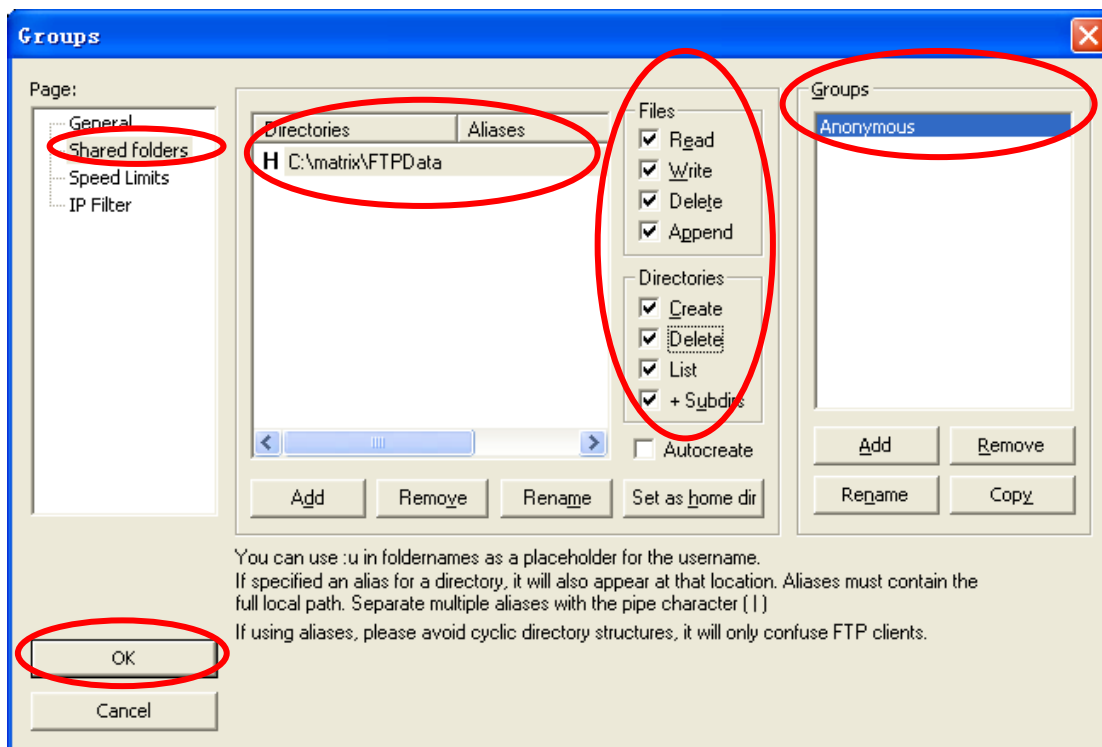 Groups
Page:
General
Shared folders
Speed Limits
IP Filter
Directories Aliases
H C:\matrix\FTPData
Files
Read
Write
Delete
Append
Directories
Create
Delete
List
+ Subdirs
Autocreate
Add Remove Rename Set as home dir
Groups
Anonymous
Add Remove
Rename Copy
You can use :u in foldernames as a placeholder for the username.
If specified an alias for a directory, it will also appear at that location. Aliases must contain the
full local path. Separate multiple aliases with the pipe character ( | )
If using aliases, please avoid cyclic directory structures, it will only confuse FTP clients.
OK
Cancel